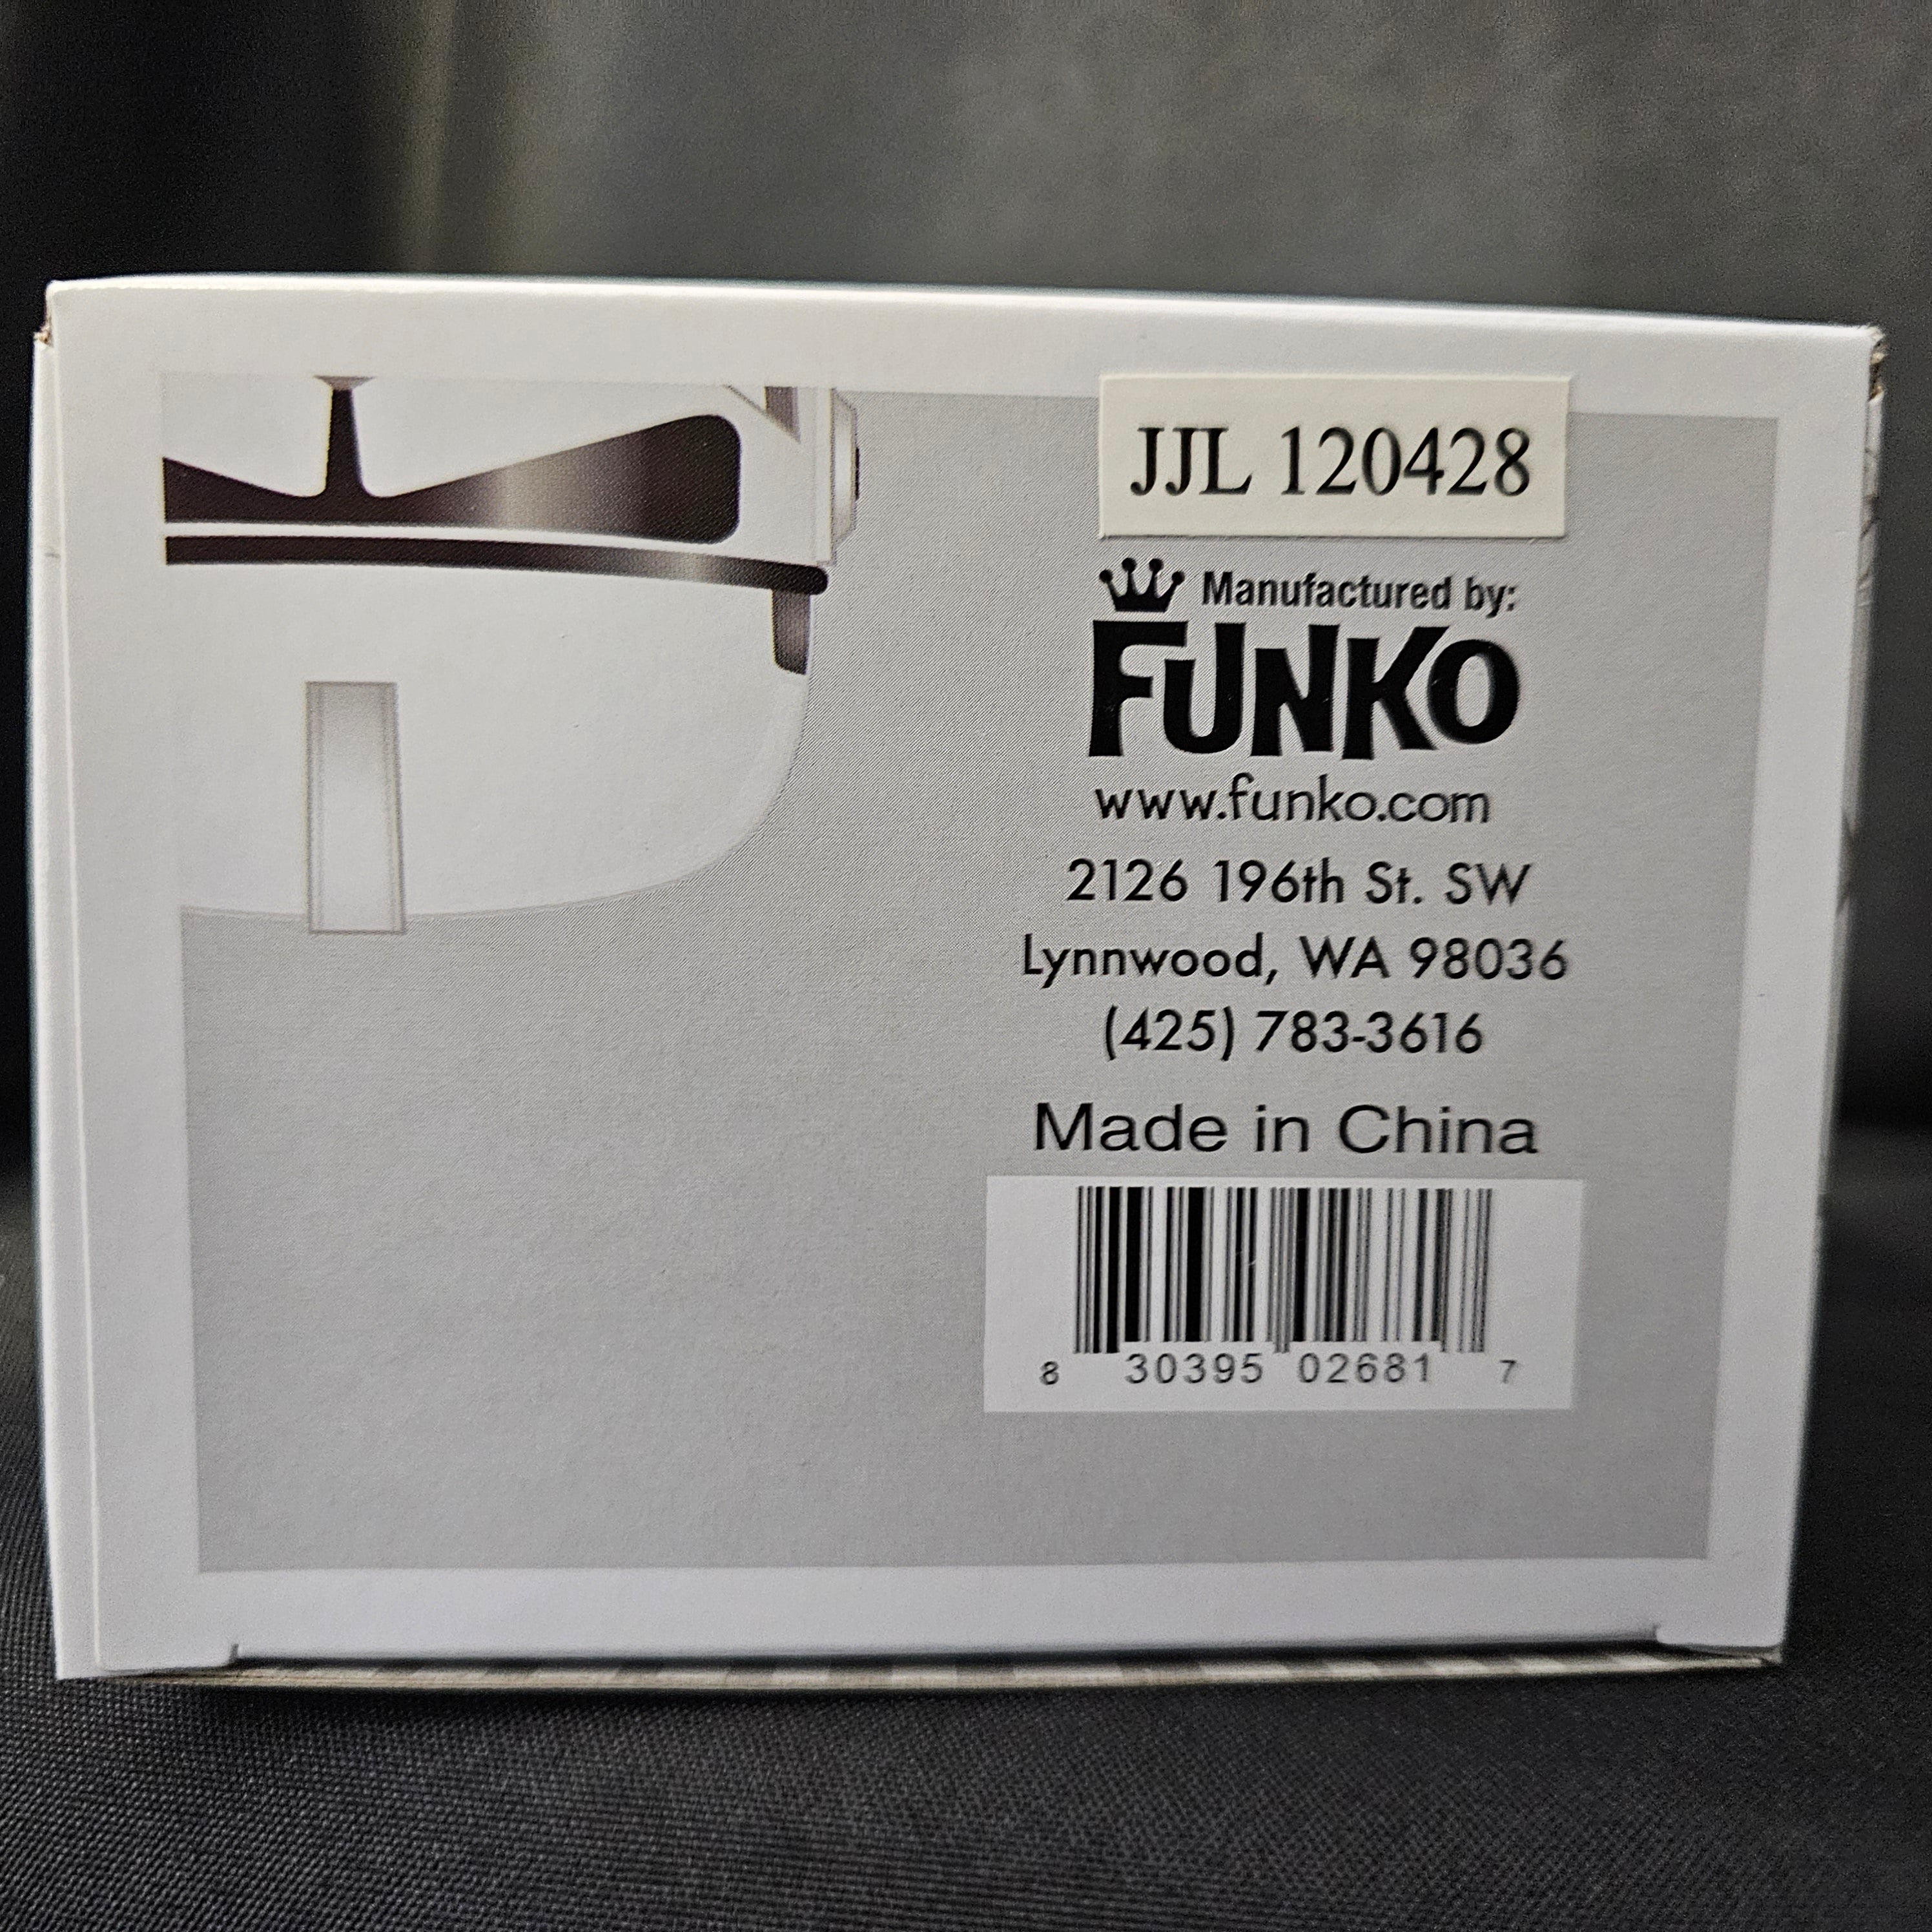 JJL 120428
Manufactured by:
FUNKO
www.funko.com
2126 196th St. SW
Lynnwood, WA 98036
(425) 783-3616
Made in China
8 30395 02681 7